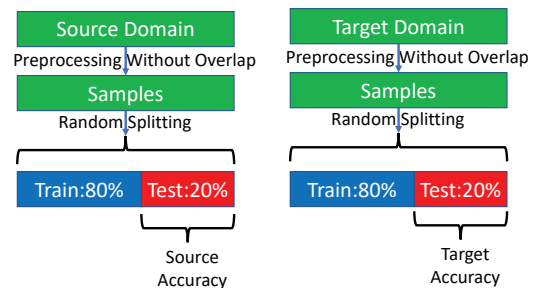 Source Domain
Preprocessing Without Overlap
Samples
Random Splitting
Train:80% Test:20%
Source
Accuracy
Target Domain
Preprocessing Without Overlap
Samples
Random Splitting
Train:80% Test:20%
Target
Accuracy